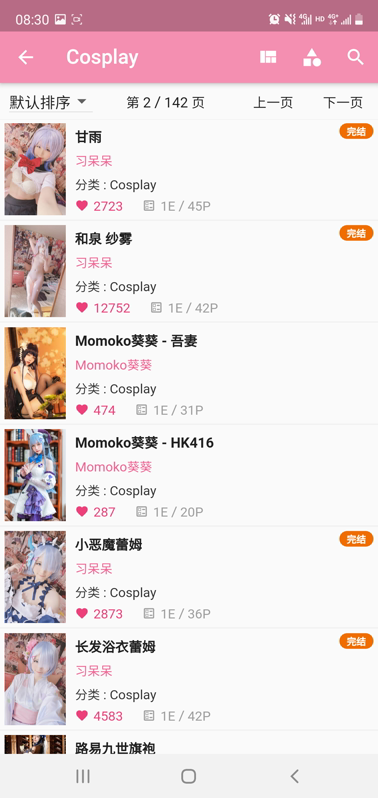 08:30
4G HD 4G+
Cosplay
默认排序 第 2 / 142 页 上一页 下一页
甘雨 完结
习呆呆
分类 : Cosplay
2723 1E / 45P
和泉 纱雾 完结
习呆呆
分类 : Cosplay
12752 1E / 42P
Momoko葵葵 - 吾妻
Momoko葵葵
分类 : Cosplay
474 1E / 31P
Momoko葵葵 - HK416
Momoko葵葵
分类 : Cosplay
287 1E / 20P
小恶魔蕾姆 完结
习呆呆
分类 : Cosplay
2873 1E / 36P
长发浴衣蕾姆 完结
习呆呆
分类 : Cosplay
4583 1E / 42P
路易九世旗袍